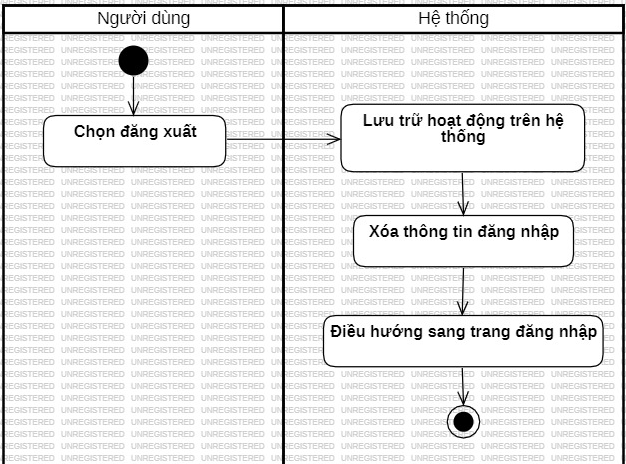 Người dùng
Hệ thống
Chọn đăng xuất
Lưu trữ hoạt động trên hệ
thống
Xóa thông tin đăng nhập
Điều hướng sang trang đăng nhập
UNREGISTERED